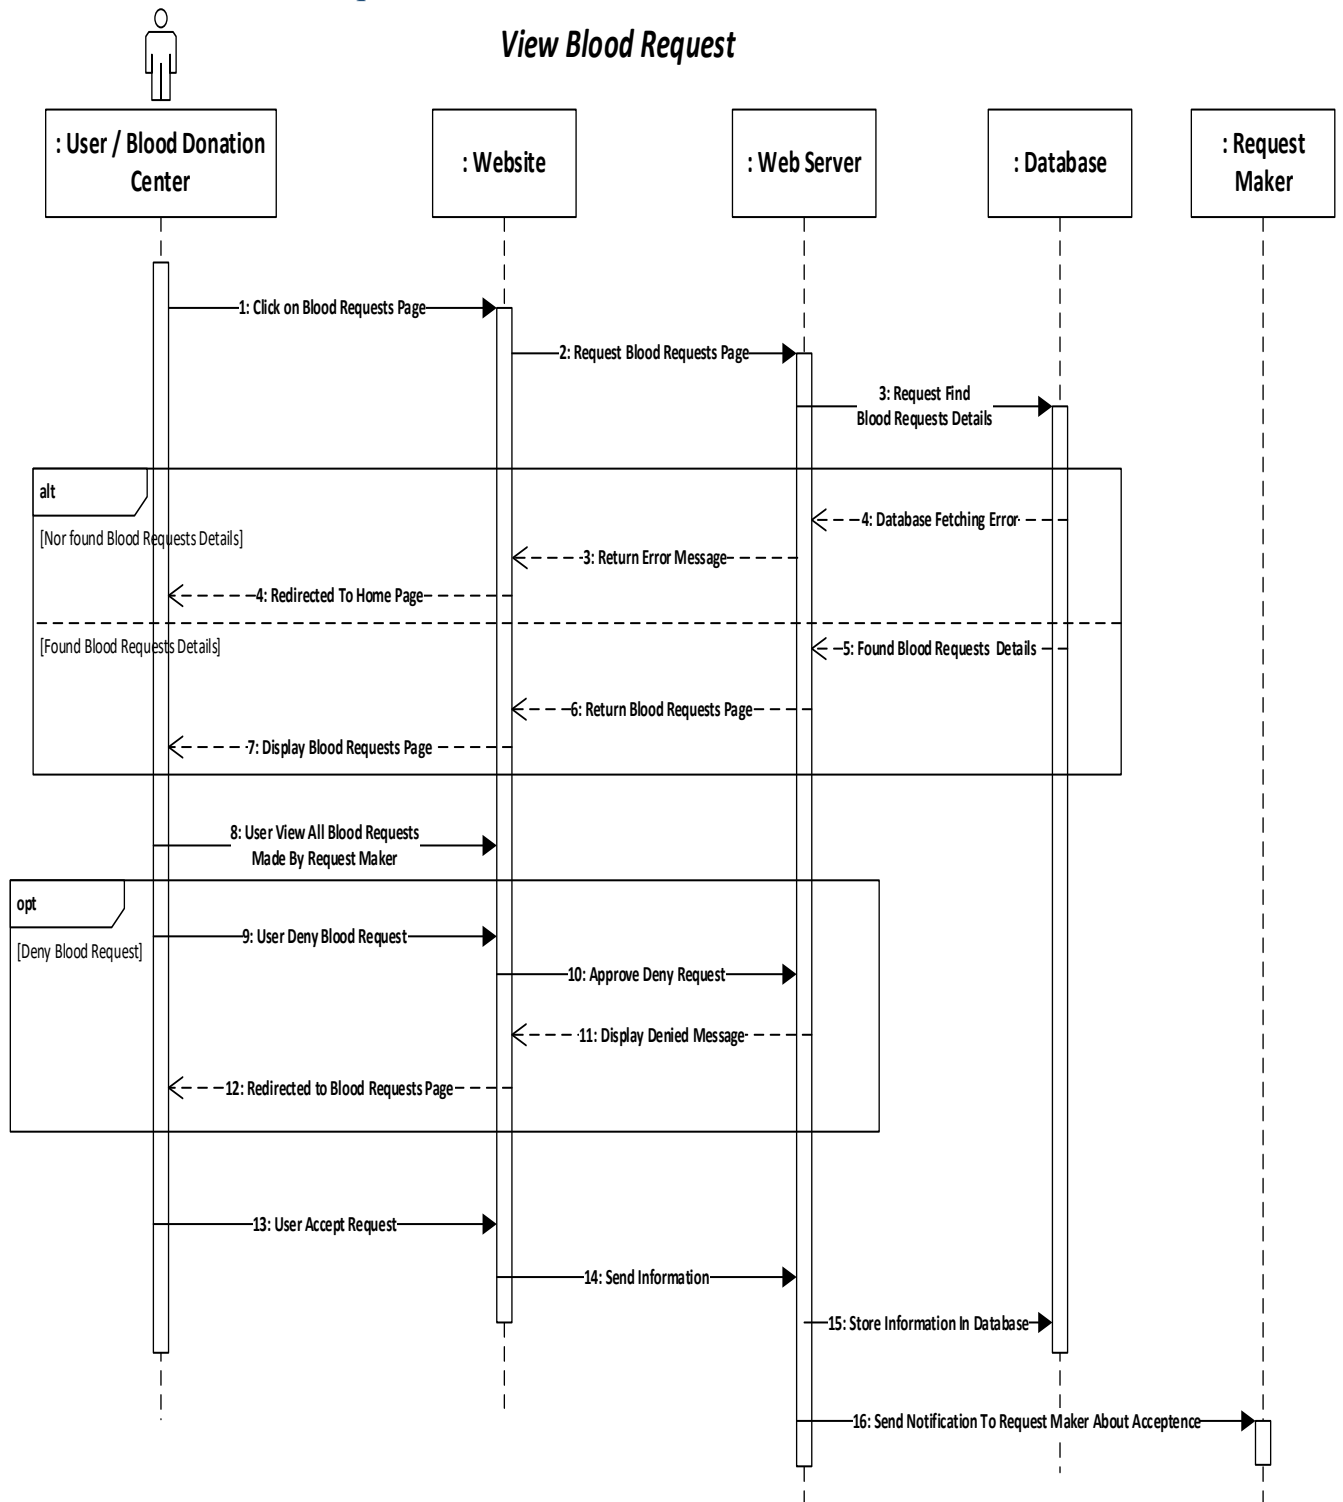 View Blood Request
: User / Blood Donation
Center
: Website
: Web Server
: Database
: Request
Maker
1: Click on Blood Requests Page
2: Request Blood Requests Page
3: Request Find
Blood Requests Details
alt
4: Database Fetching Error
[Nor found Blood Requests Details]
3: Return Error Message
4: Redirected To Home Page
[Found Blood Requests Details]
5: Found Blood Requests Details
6: Return Blood Requests Page
7: Display Blood Requests Page
8: User View All Blood Requests
Made By Request Maker
opt
9: User Deny Blood Request
[Deny Blood Request]
10: Approve Deny Request
11: Display Denied Message
12: Redirected to Blood Requests Page
13: User Accept Request
14: Send Information
15: Store Information In Database
16: Send Notification To Request Maker About Acceptence